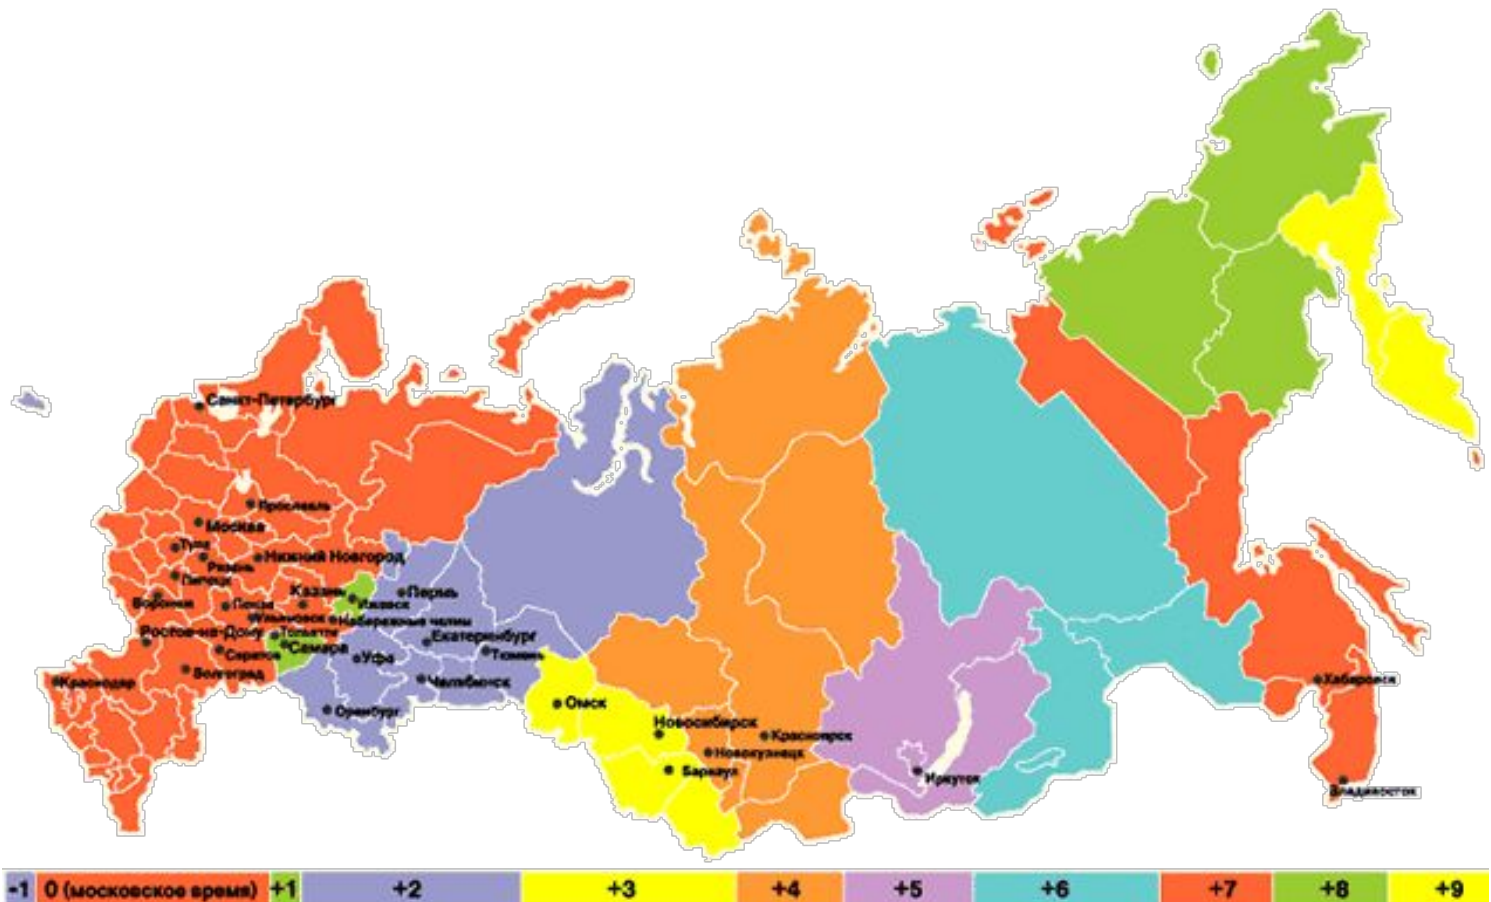 Санкт-Петербург
Ярославль
Москва
Тула
Нижний Новгород
Рязань
Липецк
Казань
Пермь
Воронеж
Пенза
Ижевск
Ульяновск
Набережные челны
Ростов-на-Дону
Тольятти
Екатеринбург
Самара
Саратов
Уфа
Тюмень
Волгоград
Краснодар
Челябинск
Хабаровск
Омск
Оренбург
Новосибирск
Красноярск
Новокузнецк
Барнаул
Иркутск
Владивосток
-1 0 (московское время) +1 +2 +3 +4 +5 +6 +7 +8 +9